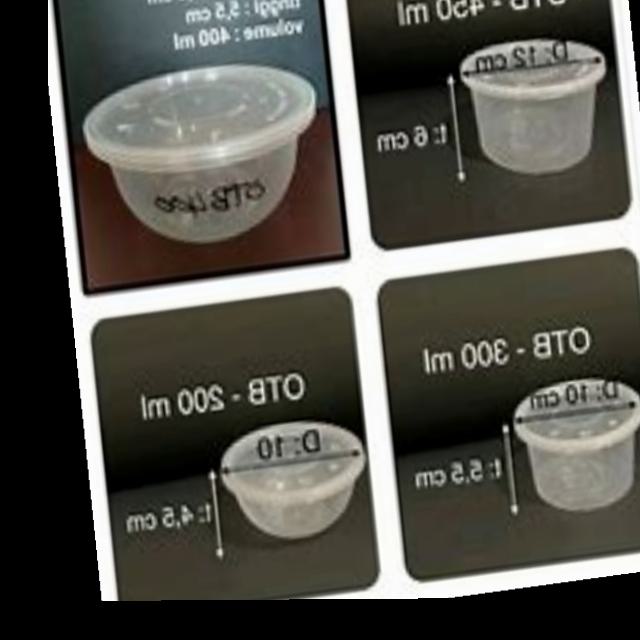 tinggi : 5,5 cm
volume : 400 ml
OTB 400
OTB - 450 ml
D: 12 cm
t: 6 cm
OTB - 200 ml
D: 10
t: 4,5 cm
OTB - 300 ml
D: 10 cm
t: 5,5 cm